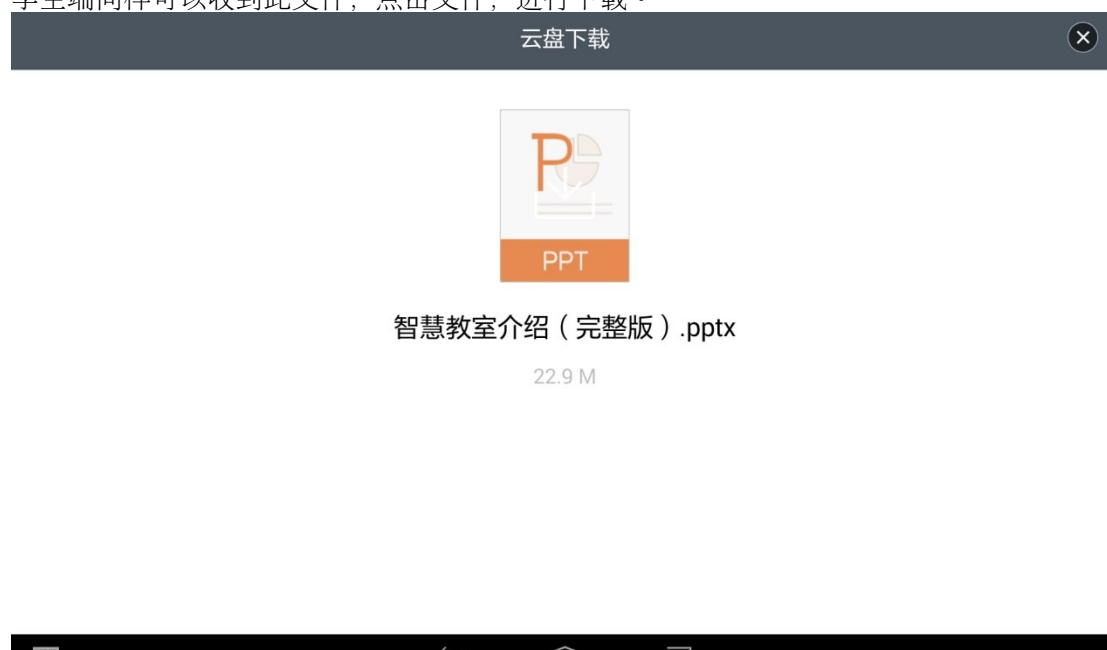 学生端同样可以收到此文件，点击文件，进行下载。
云盘下载
P
PPT
智慧教室介绍（完整版）.pptx
22.9 M